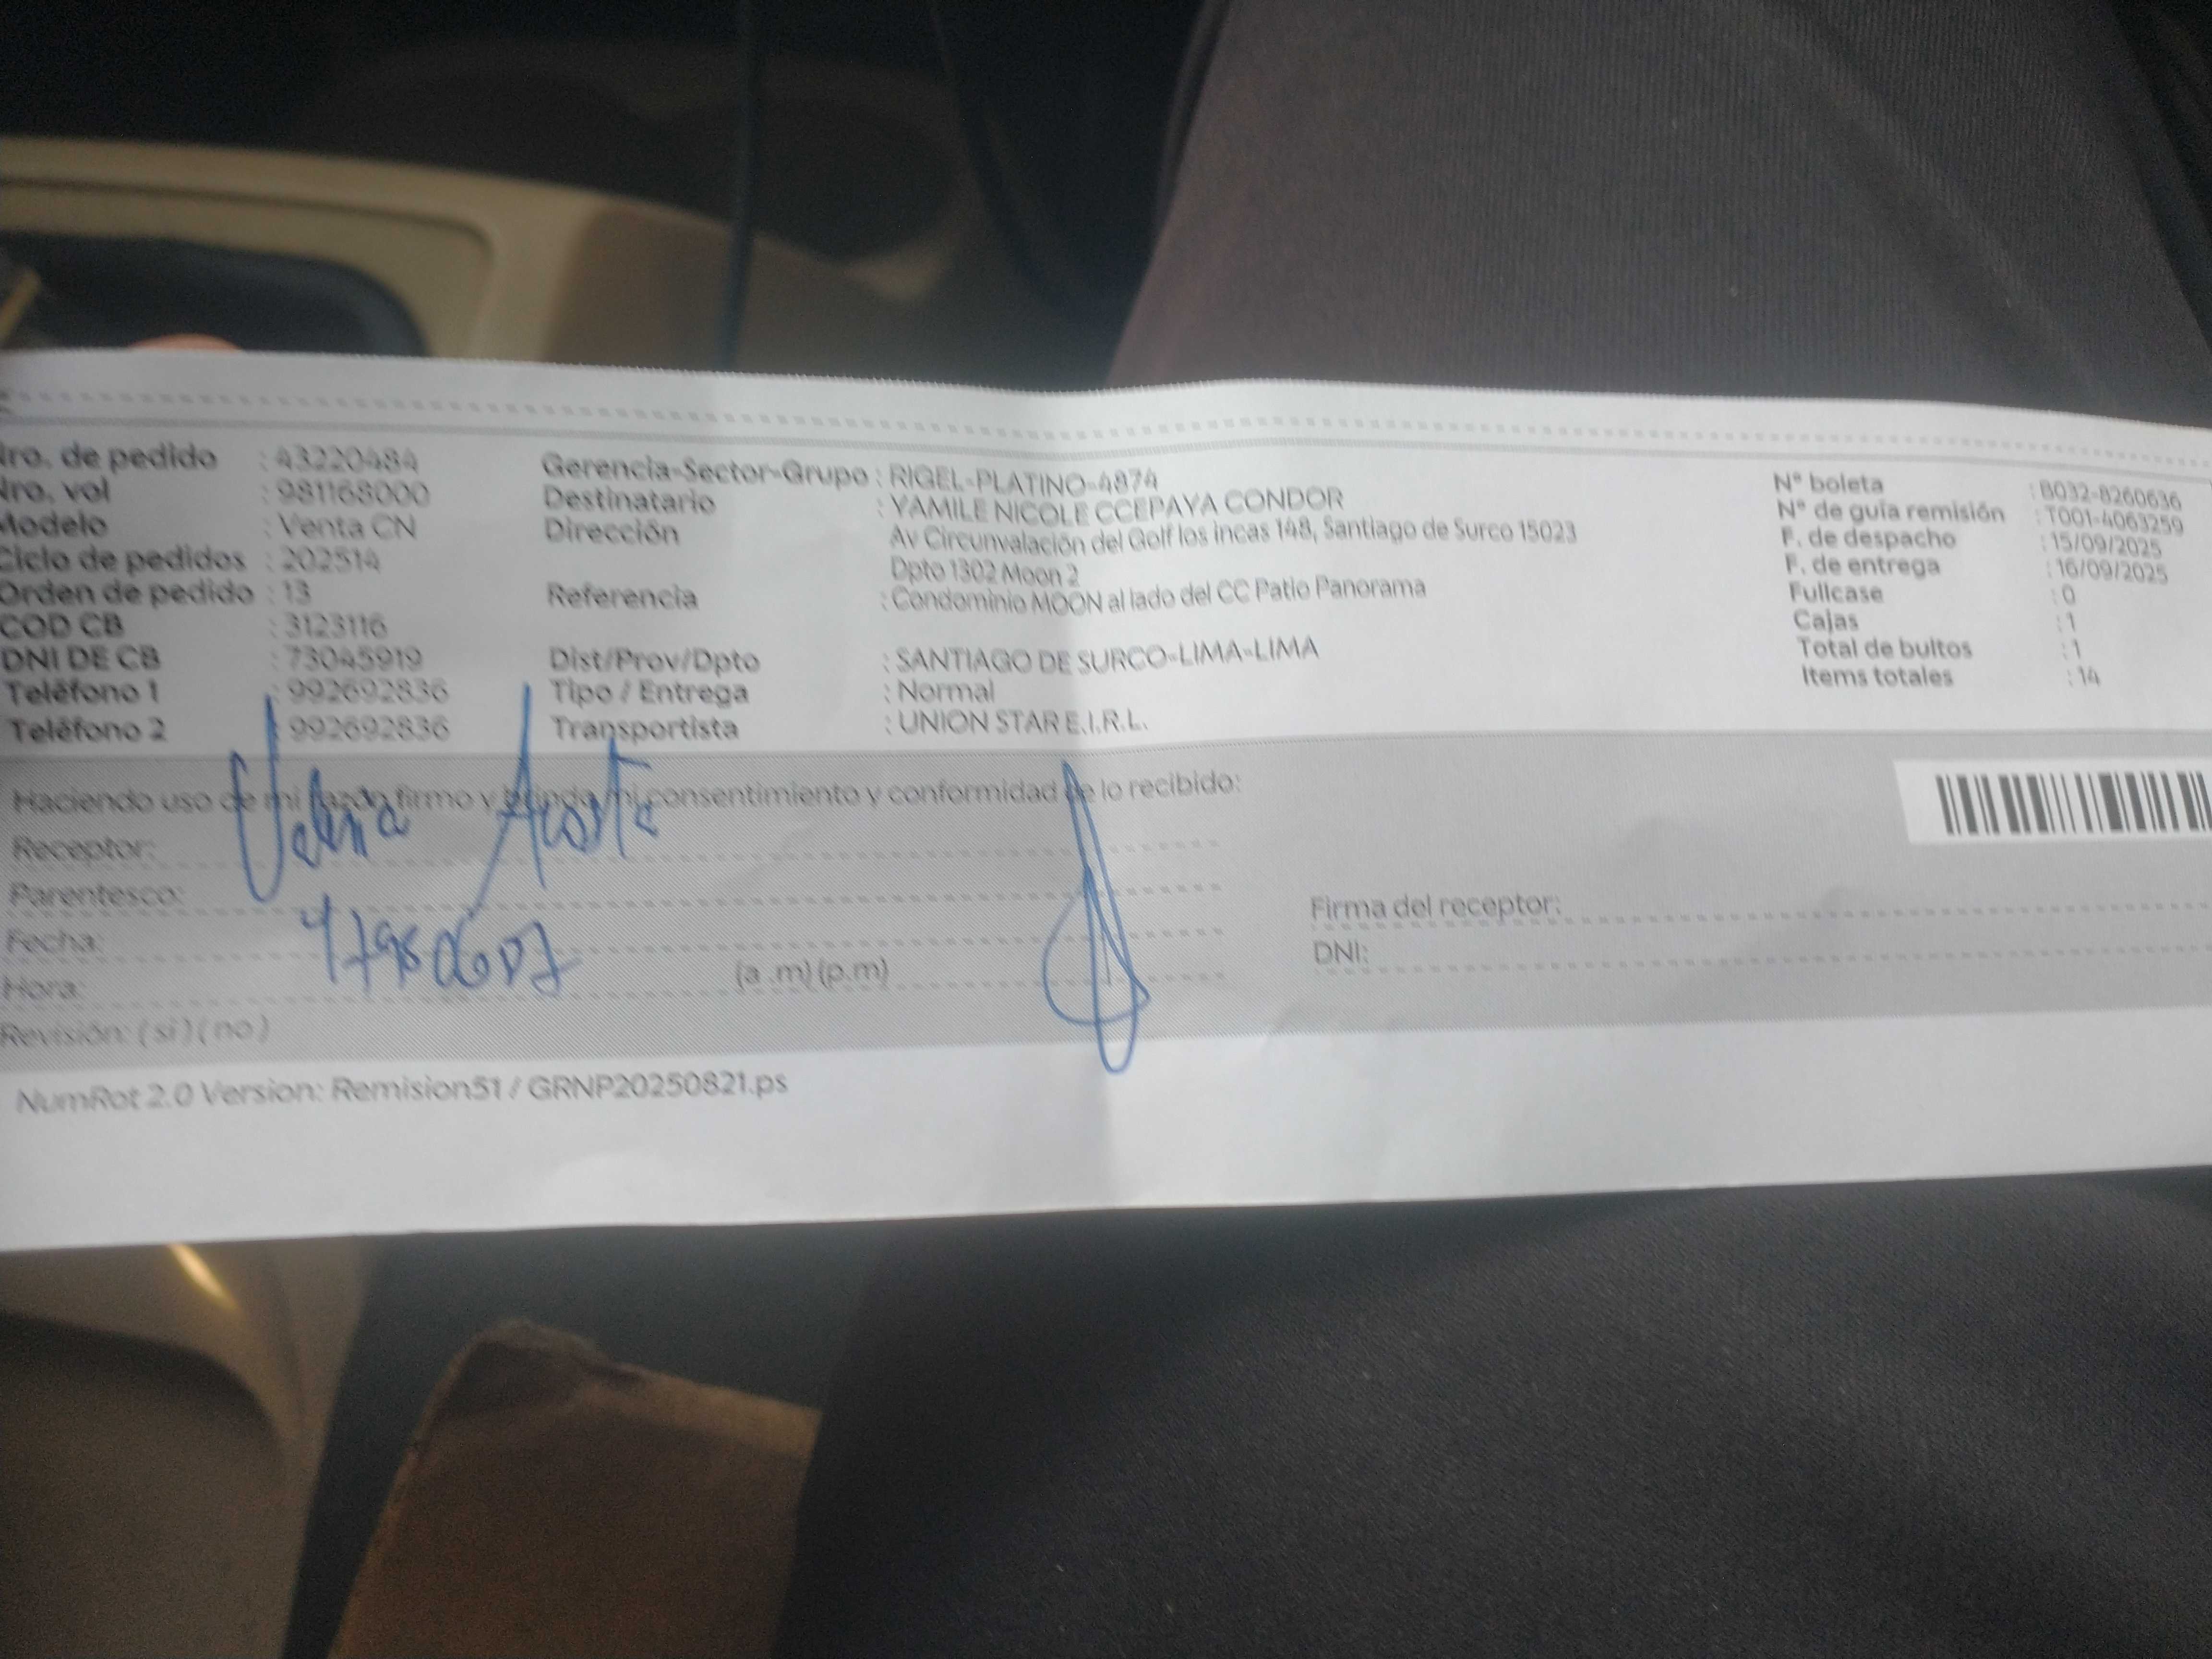 Nro. de pedido : 43220484
Nro. vol : 981168000
Modelo : Venta CN
Ciclo de pedidos : 202514
Orden de pedido : 13
COD CB : 3123116
DNI DE CB : 73045919
Teléfono 1 : 992692836
Teléfono 2 : 992692836
Gerencia-Sector-Grupo : RIGEL-PLATINO-4874
Destinatario : YAMILE NICOLE CCEPAYA CONDOR
Dirección Av Circunvalación del Golf los incas 148, Santiago de Surco 15023
Dpto 1302 Moon 2
Referencia : Condominio MOON al lado del CC Patio Panorama
Dist/Prov/Dpto : SANTIAGO DE SURCO-LIMA-LIMA
Tipo / Entrega : Normal
Transportista : UNION STAR E.I.R.L.
N° boleta : B032-8260636
N° de guía remisión : T001-4063259
F. de despacho : 15/09/2025
F. de entrega : 16/09/2025
Fullcase : 0
Cajas : 1
Total de bultos : 1
Items totales : 14
Haciendo uso de mi razón firmo y brindo mi consentimiento y conformidad de lo recibido:
Receptor: Acosta
Parentesco:
Fecha:
Hora: (a .m) (p.m)
Revisión: ( si ) ( no )
Firma del receptor:
DNI:
NumRot 2.0 Version: Remision51 / GRNP20250821.ps